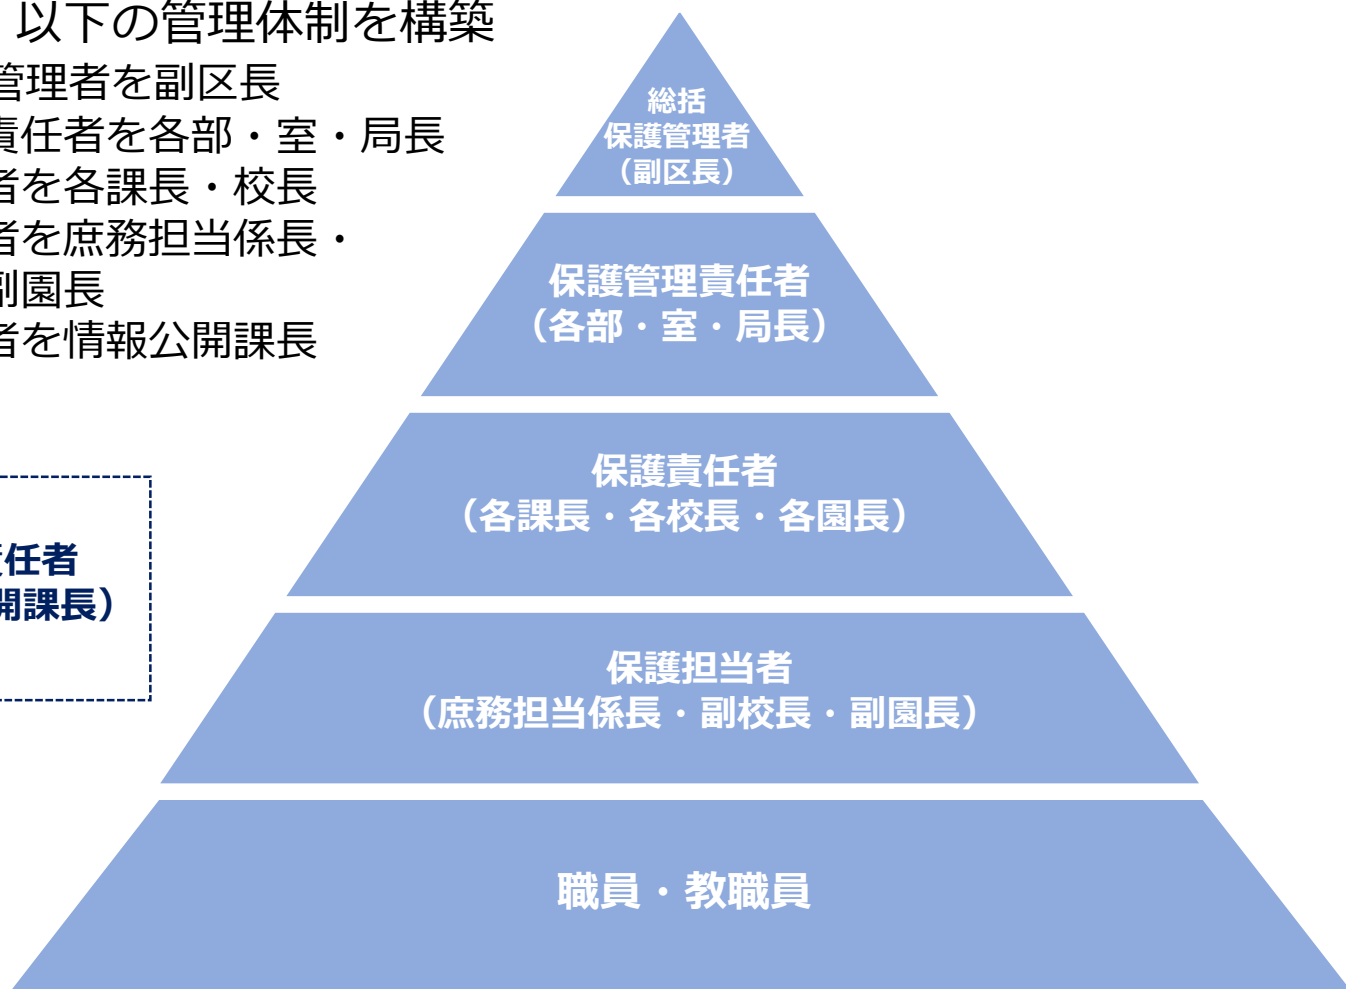 以下の管理体制を構築
管理者を副区長
責任者を各部・室・局長
者を各課長・校長
者を庶務担当係長・
副園長
者を情報公開課長
総括
保護管理者
（副区長）
保護管理責任者
（各部・室・局長）
保護責任者
（各課長・各校長・各園長）
責任者
開課長）
保護担当者
（庶務担当係長・副校長・副園長）
職員・教職員